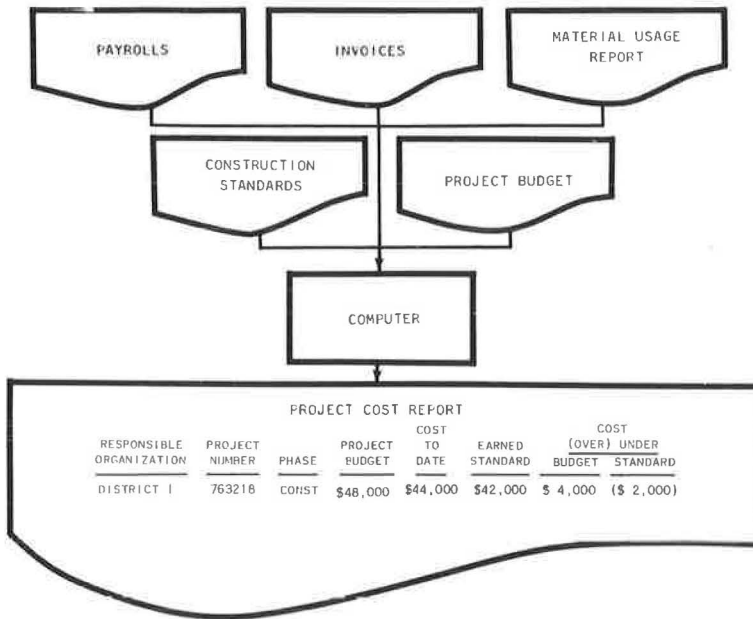 PAYROLLS
INVOICES
MATERIAL USAGE
REPORT
CONSTRUCTION
STANDARDS
PROJECT BUDGET
COMPUTER
PROJECT COST REPORT
RESPONSIBLE
ORGANIZATION
PROJECT
NUMBER
PHASE
PROJECT
BUDGET
COST
TO
DATE
EARNED
STANDARD
COST
(OVER) UNDER
BUDGET STANDARD
DISTRICT I 763218 CONST $48,000 $44,000 $42,000 $ 4,000 ($ 2,000)